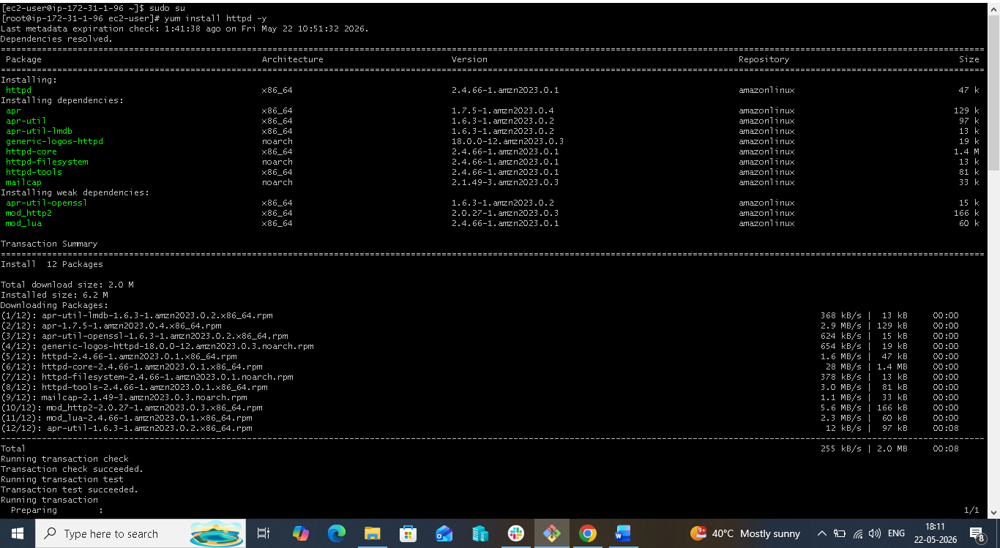 [ec2-user@ip-172-31-1-96 ~]$ sudo su
[root@ip-172-31-1-96 ec2-user]# yum install httpd -y
Last metadata expiration check: 1:41:38 ago on Fri May 22 10:51:32 2026.
Dependencies resolved.
Package Architecture Version Repository Size
Installing:
httpd x86_64 2.4.66-1.amzn2023.0.1 amazonlinux 47 k
Installing dependencies:
apr x86_64 1.7.5-1.amzn2023.0.4 amazonlinux 129 k
apr-util x86_64 1.6.3-1.amzn2023.0.2 amazonlinux 97 k
apr-util-lmdb x86_64 1.6.3-1.amzn2023.0.2 amazonlinux 13 k
generic-logos-httpd noarch 18.0.0-12.amzn2023.0.3 amazonlinux 19 k
httpd-core x86_64 2.4.66-1.amzn2023.0.1 amazonlinux 1.4 M
httpd-filesystem noarch 2.4.66-1.amzn2023.0.1 amazonlinux 13 k
httpd-tools x86_64 2.4.66-1.amzn2023.0.1 amazonlinux 81 k
mailcap noarch 2.1.49-3.amzn2023.0.3 amazonlinux 33 k
Installing weak dependencies:
apr-util-openssl x86_64 1.6.3-1.amzn2023.0.2 amazonlinux 15 k
mod_http2 x86_64 2.0.27-1.amzn2023.0.3 amazonlinux 166 k
mod_lua x86_64 2.4.66-1.amzn2023.0.1 amazonlinux 60 k
Transaction Summary
Install 12 Packages
Total download size: 2.0 M
Installed size: 6.2 M
Downloading Packages:
(1/12): apr-util-lmdb-1.6.3-1.amzn2023.0.2.x86_64.rpm 368 kB/s | 13 kB 00:00
(2/12): apr-1.7.5-1.amzn2023.0.4.x86_64.rpm 2.9 MB/s | 129 kB 00:00
(3/12): apr-util-openssl-1.6.3-1.amzn2023.0.2.x86_64.rpm 624 kB/s | 15 kB 00:00
(4/12): generic-logos-httpd-18.0.0-12.amzn2023.0.3.noarch.rpm 654 kB/s | 19 kB 00:00
(5/12): httpd-2.4.66-1.amzn2023.0.1.x86_64.rpm 1.6 MB/s | 47 kB 00:00
(6/12): httpd-core-2.4.66-1.amzn2023.0.1.x86_64.rpm 28 MB/s | 1.4 MB 00:00
(7/12): httpd-filesystem-2.4.66-1.amzn2023.0.1.noarch.rpm 378 kB/s | 13 kB 00:00
(8/12): httpd-tools-2.4.66-1.amzn2023.0.1.x86_64.rpm 3.0 MB/s | 81 kB 00:00
(9/12): mailcap-2.1.49-3.amzn2023.0.3.noarch.rpm 1.1 MB/s | 33 kB 00:00
(10/12): mod_http2-2.0.27-1.amzn2023.0.3.x86_64.rpm 5.6 MB/s | 166 kB 00:00
(11/12): mod_lua-2.4.66-1.amzn2023.0.1.x86_64.rpm 2.3 MB/s | 60 kB 00:00
(12/12): apr-util-1.6.3-1.amzn2023.0.2.x86_64.rpm 12 kB/s | 97 kB 00:08
Total 255 kB/s | 2.0 MB 00:08
Running transaction check
Transaction check succeeded.
Running transaction test
Transaction test succeeded.
Running transaction
Preparing : 1/1
Type here to search 9+ 40°C Mostly sunny ENG 18:11
22-05-2026 8